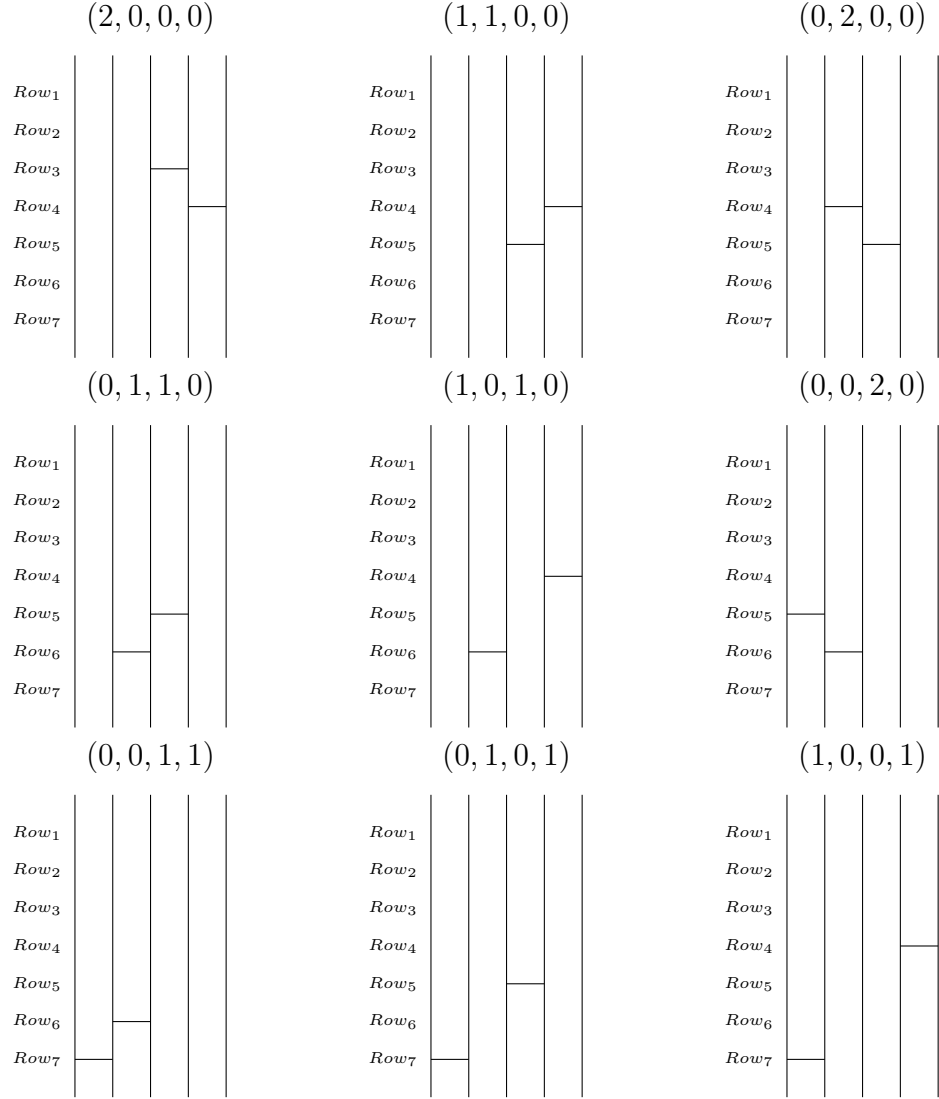 (2, 0, 0, 0) (1, 1, 0, 0) (0, 2, 0, 0)
Row1 Row1 Row1
Row2 Row2 Row2
Row3 Row3 Row3
Row4 Row4 Row4
Row5 Row5 Row5
Row6 Row6 Row6
Row7 Row7 Row7
(0, 1, 1, 0) (1, 0, 1, 0) (0, 0, 2, 0)
Row1 Row1 Row1
Row2 Row2 Row2
Row3 Row3 Row3
Row4 Row4 Row4
Row5 Row5 Row5
Row6 Row6 Row6
Row7 Row7 Row7
(0, 0, 1, 1) (0, 1, 0, 1) (1, 0, 0, 1)
Row1 Row1 Row1
Row2 Row2 Row2
Row3 Row3 Row3
Row4 Row4 Row4
Row5 Row5 Row5
Row6 Row6 Row6
Row7 Row7 Row7